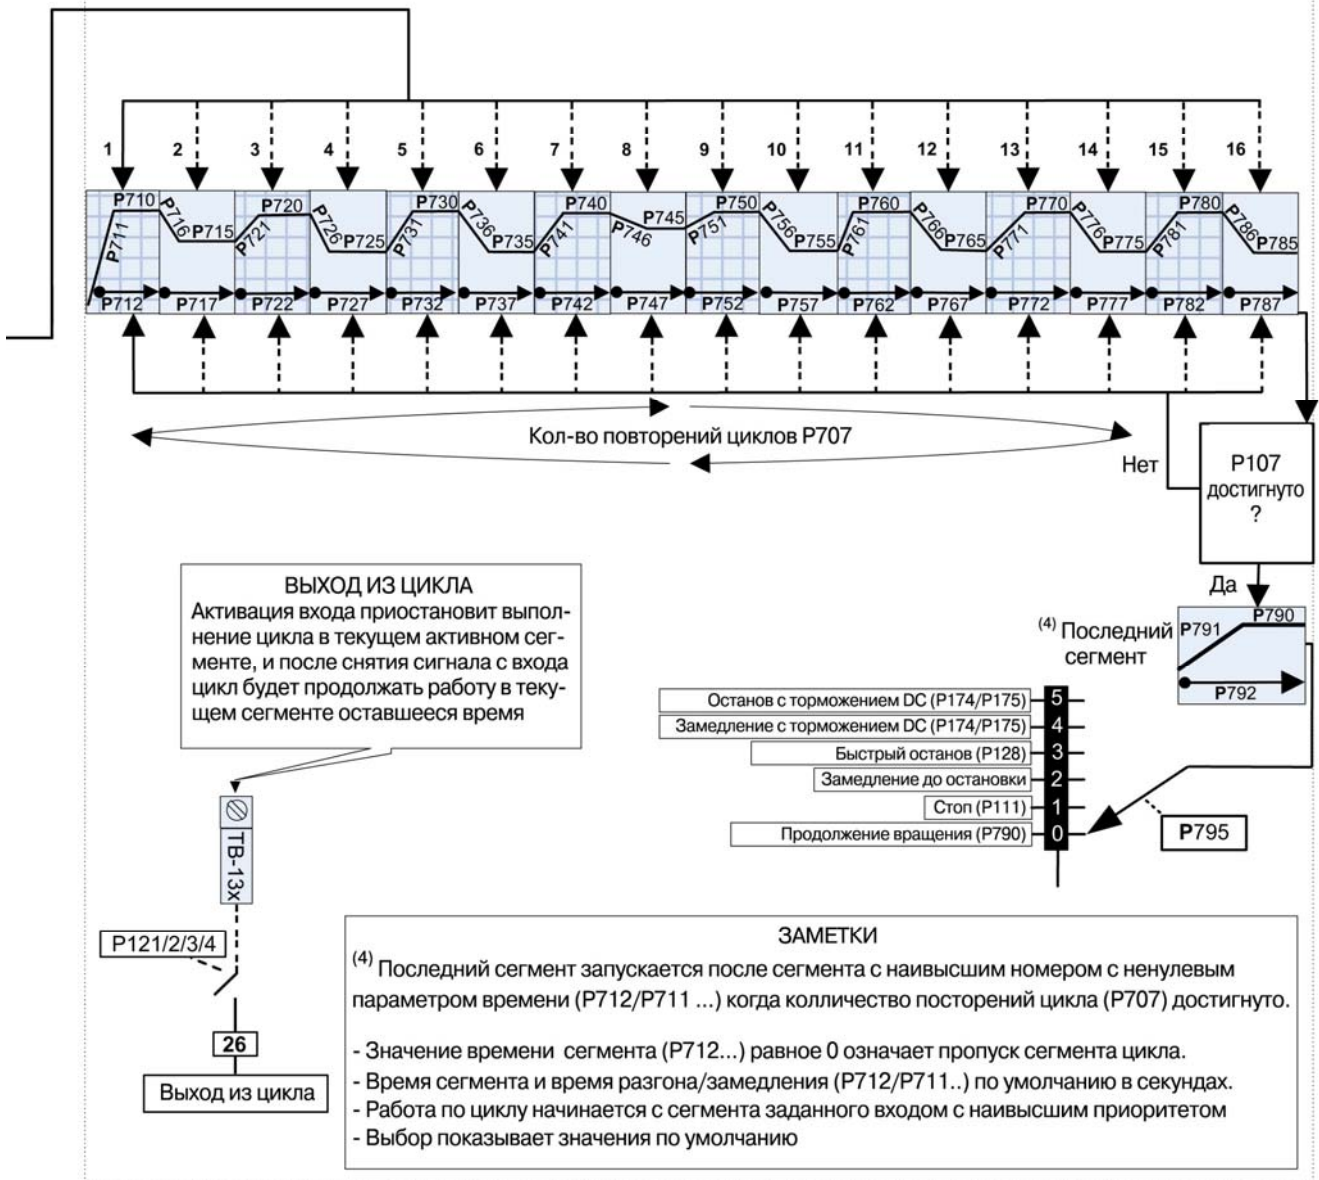 1 2 3 4 5 6 7 8 9 10 11 12 13 14 15 16
P710 P720 P730 P740 P745 P750 P760 P770 P780
P711 P716 P715 P721 P726 P725 P731 P736 P735 P741 P746 P751 P756 P755 P761 P766 P765 P771 P776 P775 P781 P786 P785
P712 P717 P722 P727 P732 P737 P742 P747 P752 P757 P762 P767 P772 P777 P782 P787
Кол-во повторений циклов P707
Нет
P107
достигнуто
?
Да
ВЫХОД ИЗ ЦИКЛА
Активация входа приостановит выпол-
нение цикла в текущем активном сег-
менте, и после снятия сигнала с входа
цикл будет продолжать работу в теку-
щем сегменте оставшееся время
(4) Последний
сегмент
P790
P791
P792
Останов с торможением DC (P174/P175) 5
Замедление с торможением DC (P174/P175) 4
Быстрый останов (P128) 3
Замедление до остановки 2
Стоп (P111) 1
Продолжение вращения (P790) 0
P795
TB-13x
P121/2/3/4
26
Выход из цикла
ЗАМЕТКИ
(4) Последний сегмент запускается после сегмента с наивысшим номером с ненулевым
параметром времени (P712/P711 ...) когда колличество посторений цикла (P707) достигнуто.
- Значение времени сегмента (P712...) равное 0 означает пропуск сегмента цикла.
- Время сегмента и время разгона/замедления (P712/P711..) по умолчанию в секундах.
- Работа по циклу начинается с сегмента заданного входом с наивысшим приоритетом
- Выбор показывает значения по умолчанию